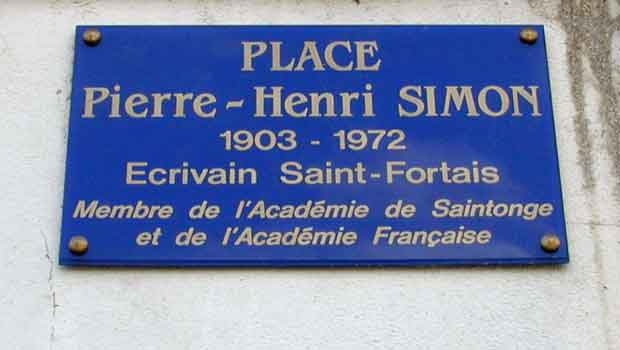 PLACE
Pierre-Henri SIMON
1903 - 1972
Ecrivain Saint-Fortais
Membre de l'Académie de Saintonge
et de l'Académie Française